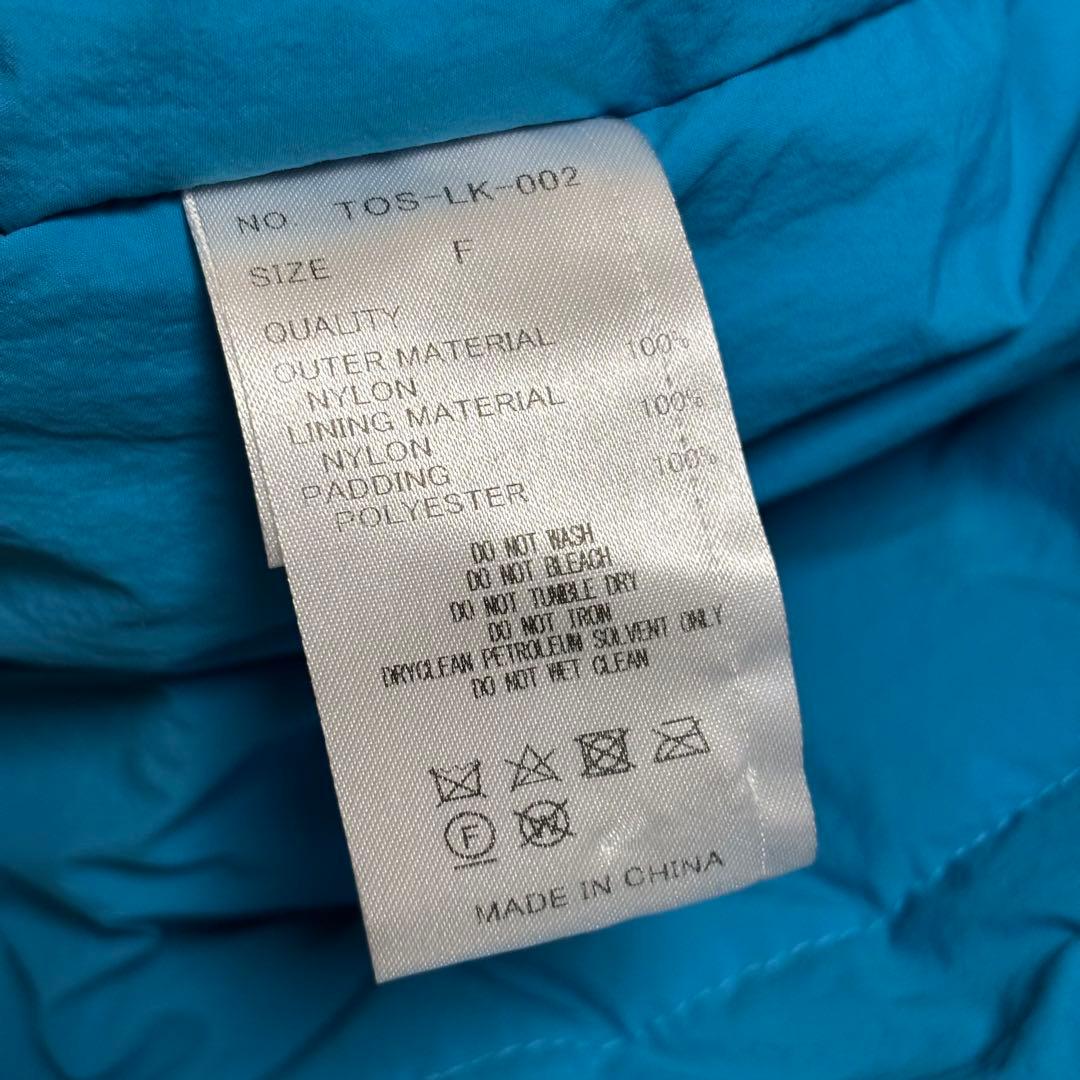 NO. TOS-LK-002
SIZE F
QUALITY
OUTER MATERIAL
NYLON 100%
LINING MATERIAL
NYLON 100%
PADDING
POLYESTER 100%
DO NOT WASH
DO NOT BLEACH
DO NOT TUMBLE DRY
DO NOT IRON
DRYCLEAN PETROLEUM SOLVENT ONLY
DO NOT WET CLEAN
F W
MADE IN CHINA